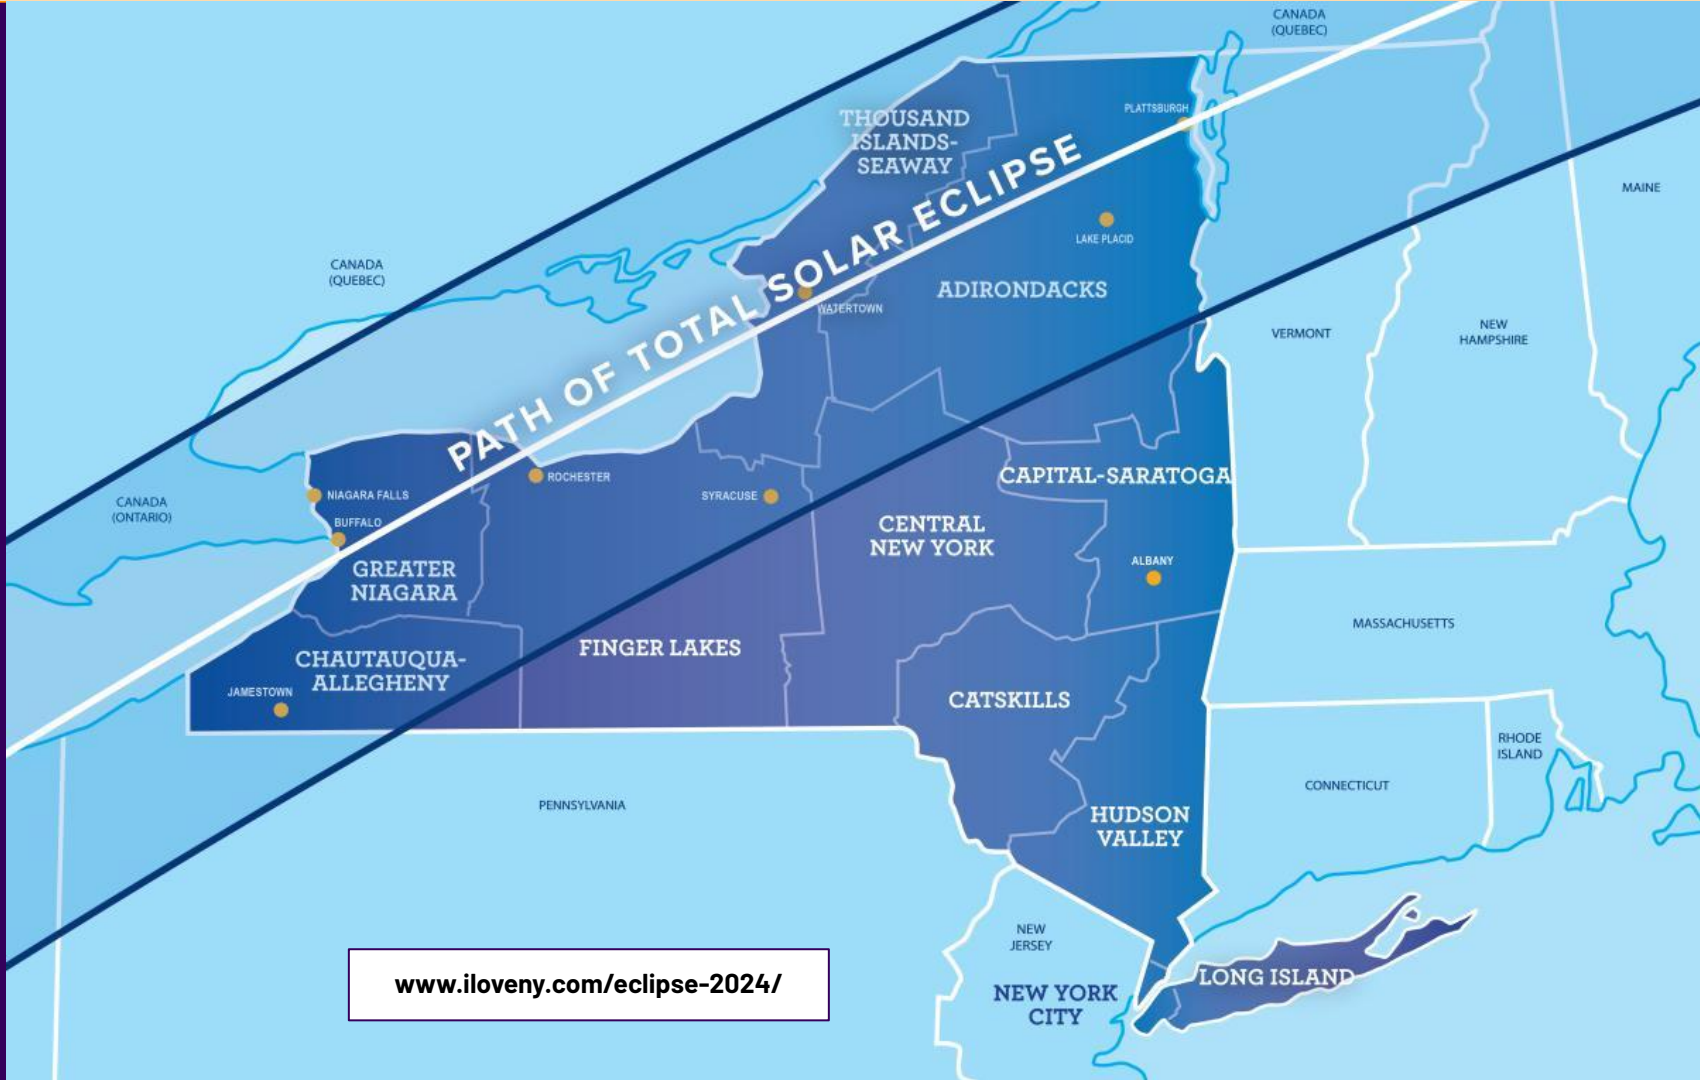 CANADA
(QUEBEC)
THOUSAND
ISLANDS-
SEAWAY
PLATTSBURGH
PATH OF TOTAL SOLAR ECLIPSE
MAINE
LAKE PLACID
CANADA
(QUEBEC)
ADIRONDACKS
WATERTOWN
VERMONT
NEW
HAMPSHIRE
ROCHESTER
CAPITAL-SARATOGA
NIAGARA FALLS
SYRACUSE
CANADA
(ONTARIO)
BUFFALO
CENTRAL
NEW YORK
ALBANY
GREATER
NIAGARA
MASSACHUSETTS
FINGER LAKES
CHAUTAUQUA-
ALLEGHENY
JAMESTOWN
CATSKILLS
RHODE
ISLAND
CONNECTICUT
PENNSYLVANIA
HUDSON
VALLEY
NEW
JERSEY
LONG ISLAND
www.iloveny.com/eclipse-2024/
NEW YORK
CITY